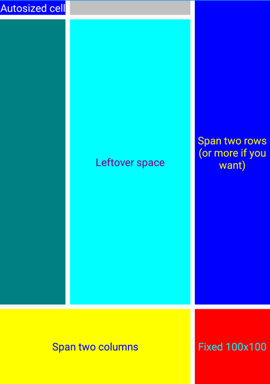 Autosized cell
Leftover space
Span two rows
(or more if you
want)
Span two columns
Fixed 100x100